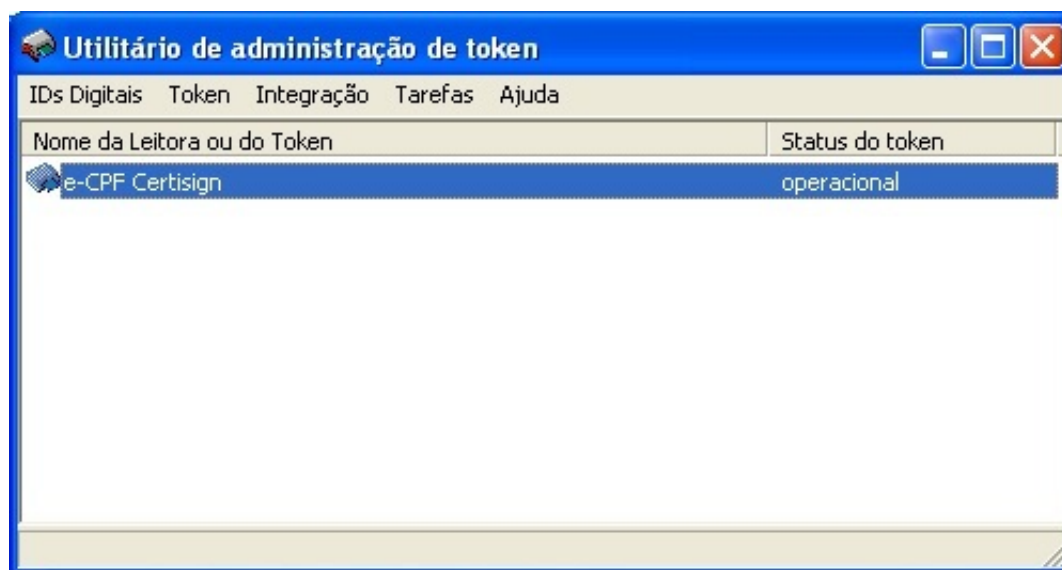 Utilitário de administração de token
IDs Digitais Token Integração Tarefas Ajuda
Nome da Leitora ou do Token Status do token
e-CPF Certisign operacional